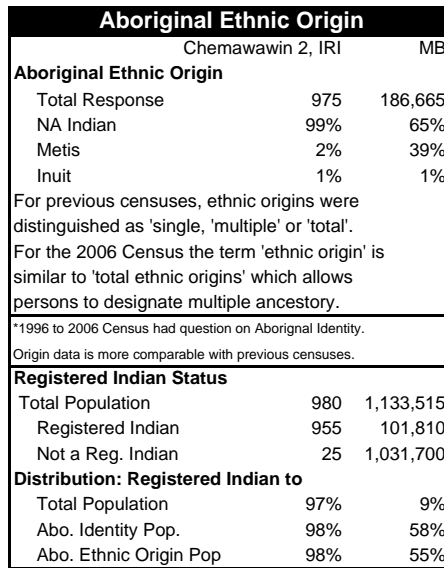 Aboriginal Ethnic Origin
Chemawawin 2, IRI MB
Aboriginal Ethnic Origin
Total Response 975 186,665
NA Indian 99% 65%
Metis 2% 39%
Inuit 1% 1%
For previous censuses, ethnic origins were
distinguished as 'single, 'multiple' or 'total'.
For the 2006 Census the term 'ethnic origin' is
similar to 'total ethnic origins' which allows
persons to designate multiple ancestory.
*1996 to 2006 Census had question on Aborignal Identity.
Origin data is more comparable with previous censuses.
Registered Indian Status
Total Population 980 1,133,515
Registered Indian 955 101,810
Not a Reg. Indian 25 1,031,700
Distribution: Registered Indian to
Total Population 97% 9%
Abo. Identity Pop. 98% 58%
Abo. Ethnic Origin Pop 98% 55%